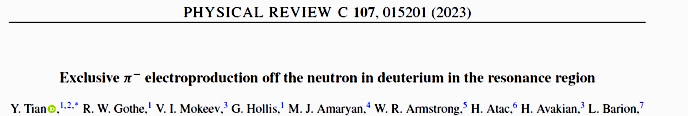 PHYSICAL REVIEW C 107, 015201 (2023)
Exclusive π− electroproduction off the neutron in deuterium in the resonance region
Y. Tian,1,2,* R. W. Gothe,1 V. I. Mokeev,3 G. Hollis,1 M. J. Amaryan,4 W. R. Armstrong,5 H. Atac,6 H. Avakian,3 L. Barion,7